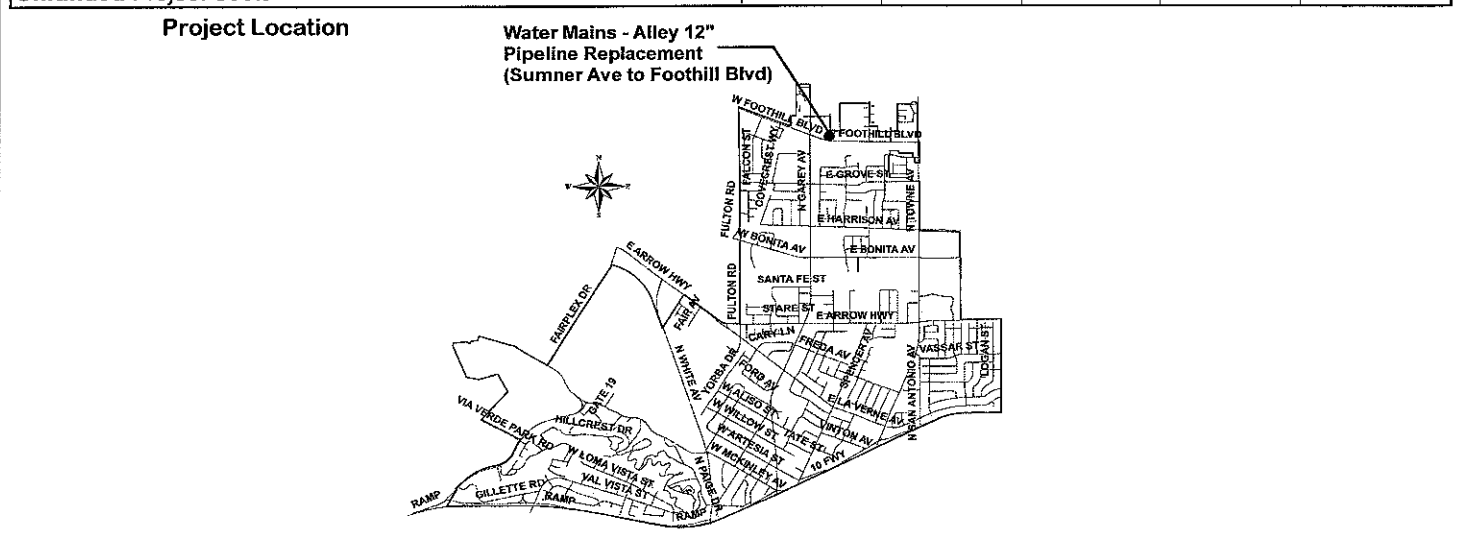 Project Location
Water Mains - Alley 12"
Pipeline Replacement
(Sumner Ave to Foothill Blvd)
W FOOTHILL BLVD
FOOTHILL BLVD
FALCON ST
COVECREST WY
N GAREY AV
E GROVE ST
N TOWNE AV
FULTON RD
E HARRISON AV
W BONITA AV
E BONITA AV
N
W
E
S
E ARROW HWY
FULTON RD
SANTA FE ST
STARE ST
E ARROW HWY
FAIRPLEX DR
FAIR AV
CARY LN
FREDA AV
SPENCER AV
VASSAR ST
LOGAN ST
N WHITE AV
YORBA DR
FORD AV
N SAN ANTONIO AV
W ALISO ST.
E LA VERNE AV
W WILLOW ST.
TATE ST.
VINTON AV
W ARTESIA ST
W MCKINLEY AV
10 FWY
GATE 19
VIA VERDE PARK RD
HILLCREST DR
W LOMA VISTA ST.
N PAIGE DR.
VAL VISTA ST
GILLETTE RD
RAMP
RAMP
RAMP